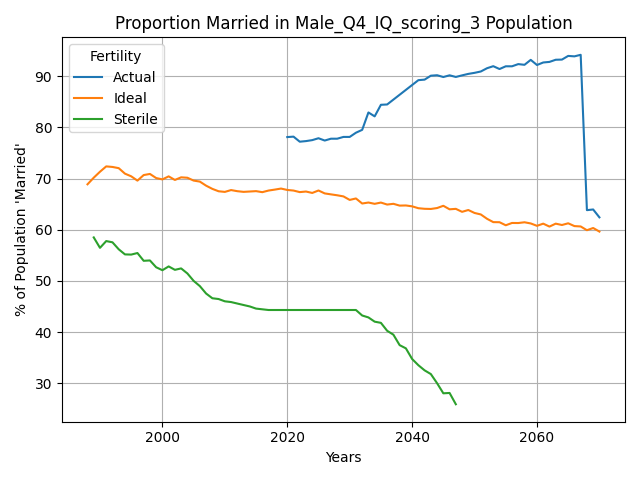 Proportion Married in Male_Q4_IQ_scoring_3 Population
Fertility
Actual
Ideal
Sterile
% of Population 'Married'
90
80
70
60
50
40
30
2000
2020
2040
2060
Years